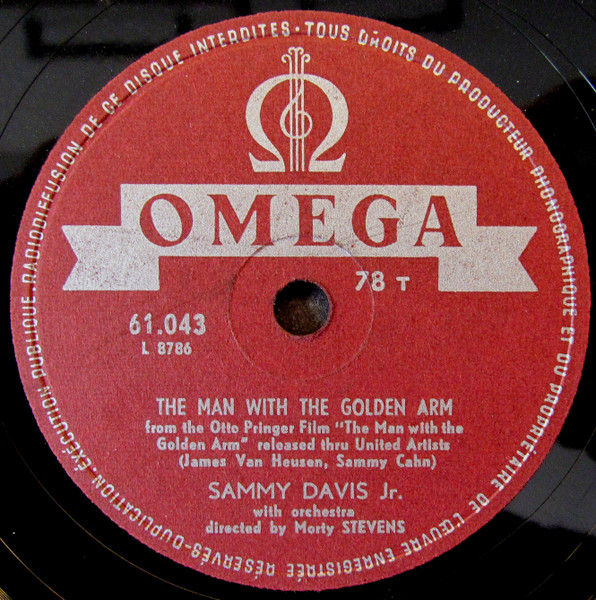 TOUS DROITS DU PRODUCTEUR PHONOGRAPHIQUE ET DU PROPRIÉTAIRE DE L'ŒUVRE ENREGISTRÉE RÉSERVÉS-DUPLICATION EXÉCUTION PUBLIQUE RADIODIFFUSION DE CE DISQUE INTERDITES •
Ω
OMEGA
78 T
61.043
L 8786
THE MAN WITH THE GOLDEN ARM
from the Otto Pringer Film "The Man with the
Golden Arm" released thru United Artists
(James Van Heusen, Sammy Cahn)
SAMMY DAVIS Jr.
with orchestra
directed by Morty STEVENS